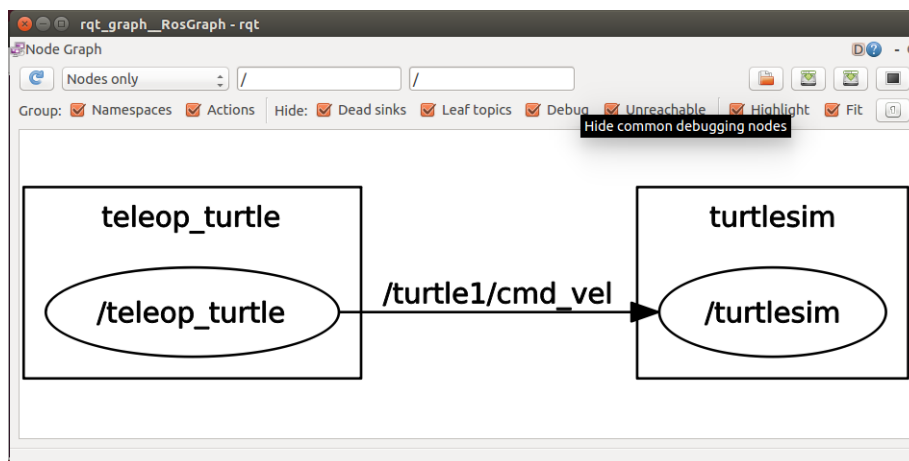 rqt_graph__RosGraph - rqt
Node Graph D ? -
Nodes only / /
Group: Namespaces Actions Hide: Dead sinks Leaf topics Debug Unreachable Highlight Fit
Hide common debugging nodes
teleop_turtle turtlesim
/turtle1/cmd_vel
/teleop_turtle /turtlesim